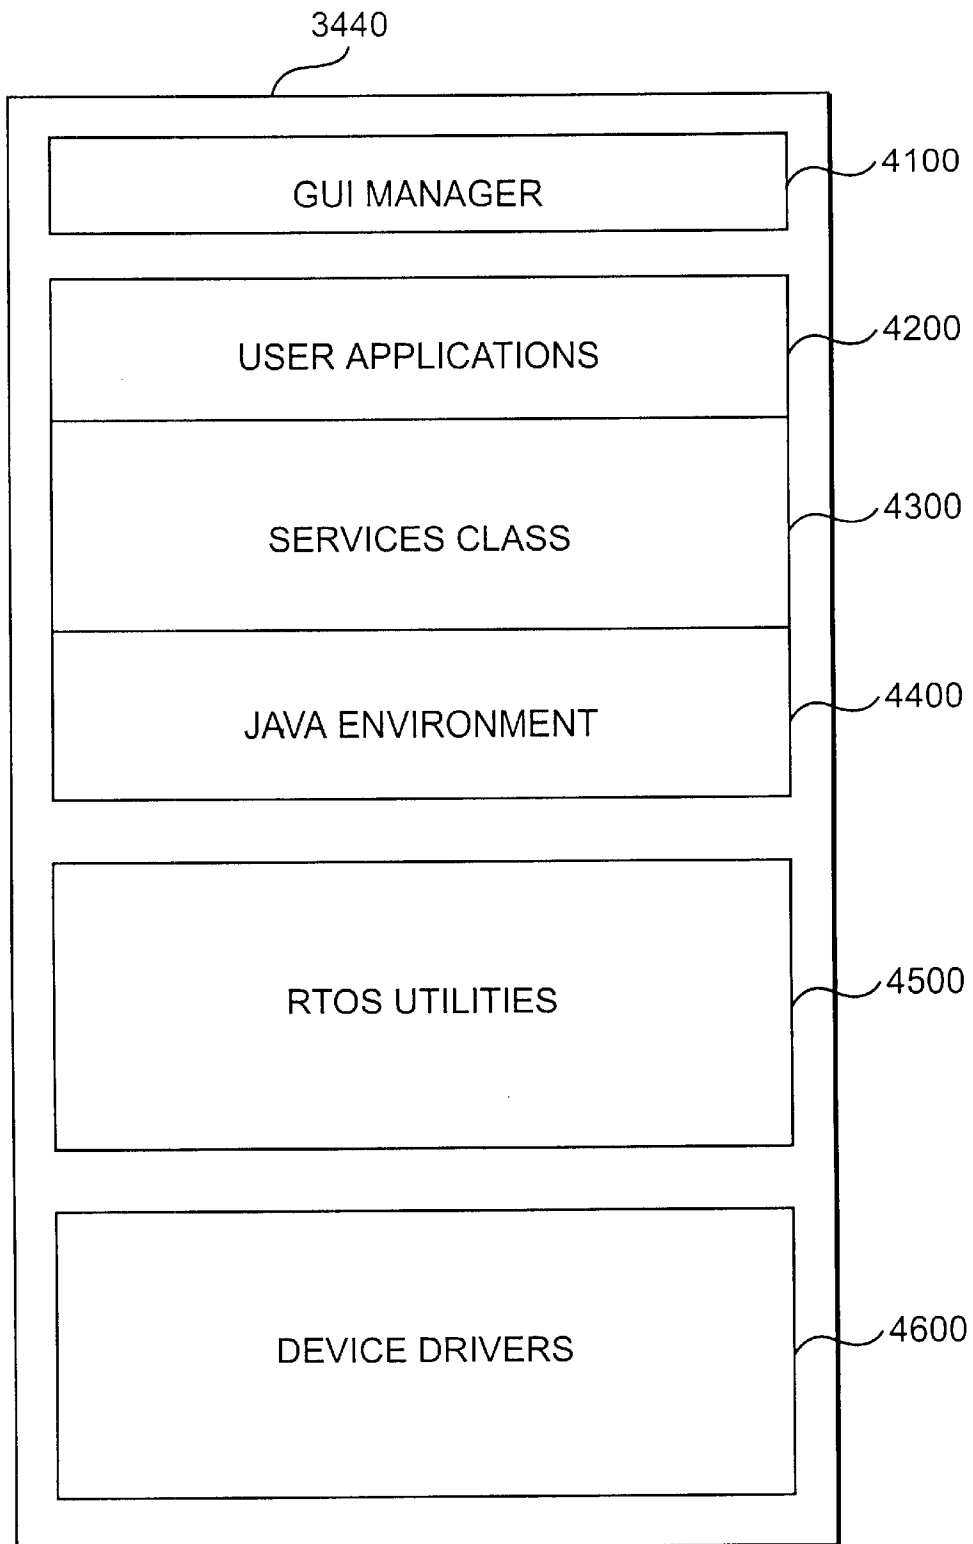 3440
GUI MANAGER
4100
USER APPLICATIONS
4200
SERVICES CLASS
4300
JAVA ENVIRONMENT
4400
RTOS UTILITIES
4500
DEVICE DRIVERS
4600